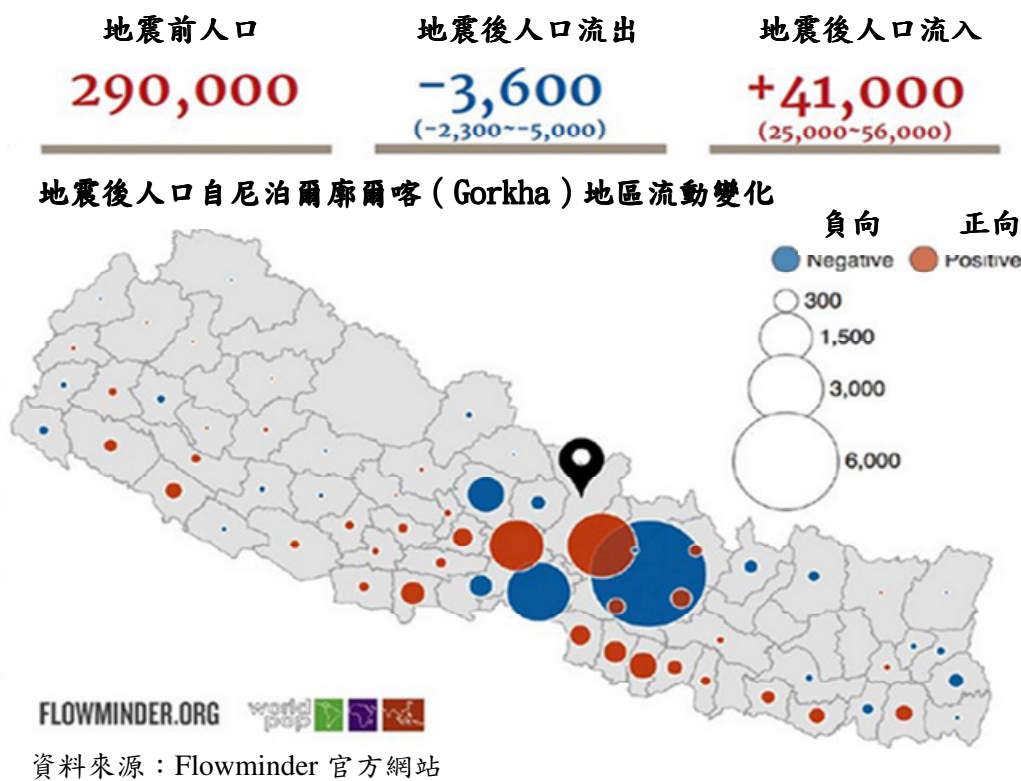 地震前人口 地震後人口流出 地震後人口流入
290,000 −3,600 +41,000
(−2,300~−5,000) (25,000~56,000)
地震後人口自尼泊爾廓爾喀(Gorkha)地區流動變化
負向 正向
Negative Positive
300
1,500
3,000
6,000
FLOWMINDER.ORG world pop
資料來源：Flowminder 官方網站